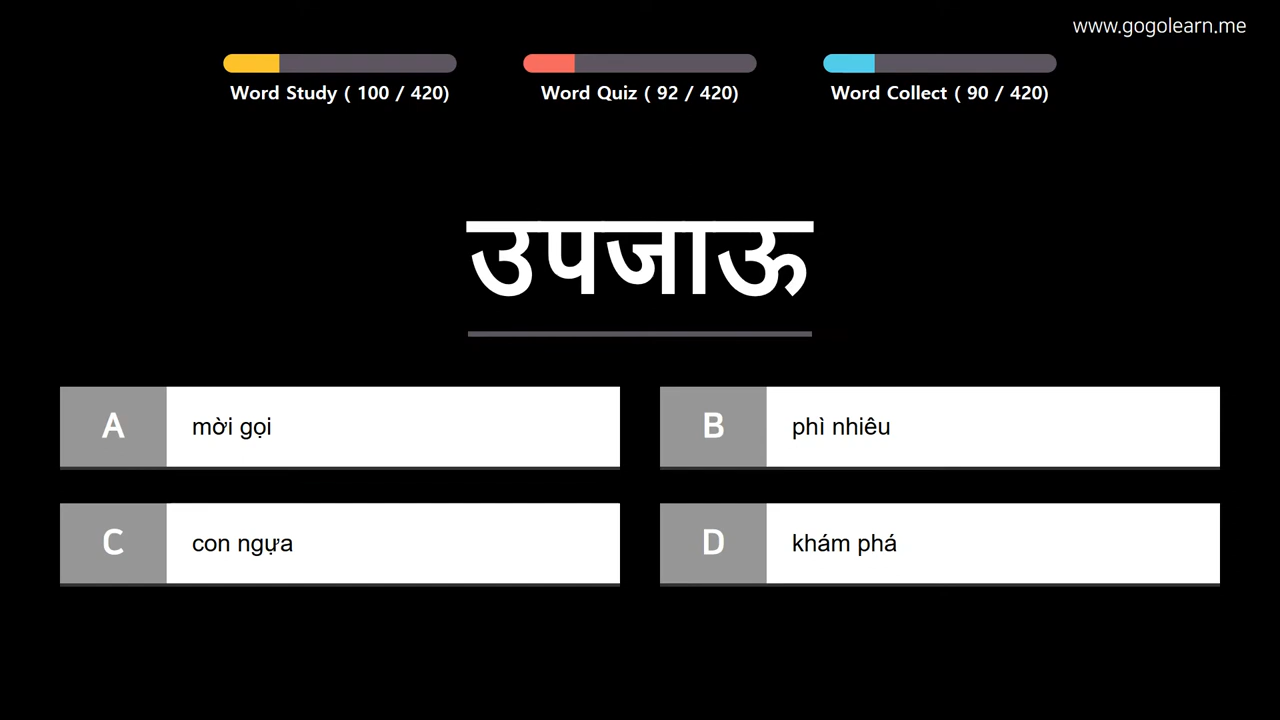 www.gogolearn.me
Word Study ( 100 / 420)
Word Quiz ( 92 / 420)
Word Collect ( 90 / 420)
उपजाऊ
A
mời gọi
B
phì nhiêu
C
con ngựa
D
khám phá